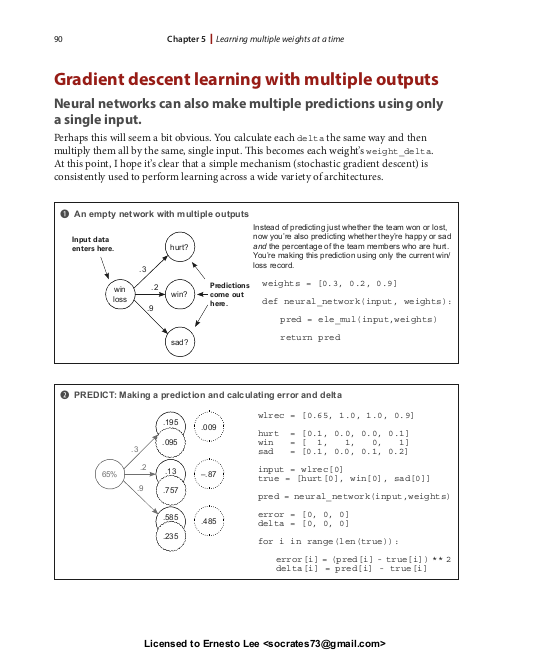 90
Chapter 5 | Learning multiple weights at a time
Gradient descent learning with multiple outputs
Neural networks can also make multiple predictions using only
a single input.
Perhaps this will seem a bit obvious. You calculate each delta the same way and then
multiply them all by the same, single input. This becomes each weight's weight_delta.
At this point, I hope it's clear that a simple mechanism (stochastic gradient descent) is
consistently used to perform learning across a wide variety of architectures.
1 An empty network with multiple outputs
Input data
enters here.
hurt?
.3
win
loss
.2
win?
.9
sad?
Predictions
come out
here.
Instead of predicting just whether the team won or lost,
now you're also predicting whether they're happy or sad
and the percentage of the team members who are hurt.
You're making this prediction using only the current win/
loss record.
weights = [0.3, 0.2, 0.9]
def neural_network(input, weights):
pred = ele_mul(input,weights)
return pred
2 PREDICT: Making a prediction and calculating error and delta
.195
.095
.009
.3
65%
.2
.13
.757
–.87
.9
.585
.235
.485
wlrec = [0.65, 1.0, 1.0, 0.9]
hurt = [0.1, 0.0, 0.0, 0.1]
win = [ 1, 1, 0, 1]
sad = [0.1, 0.0, 0.1, 0.2]
input = wlrec[0]
true = [hurt[0], win[0], sad[0]]
pred = neural_network(input,weights)
error = [0, 0, 0]
delta = [0, 0, 0]
for i in range(len(true)):
error[i] = (pred[i] - true[i]) ** 2
delta[i] = pred[i] - true[i]
Licensed to Ernesto Lee <socrates73@gmail.com>